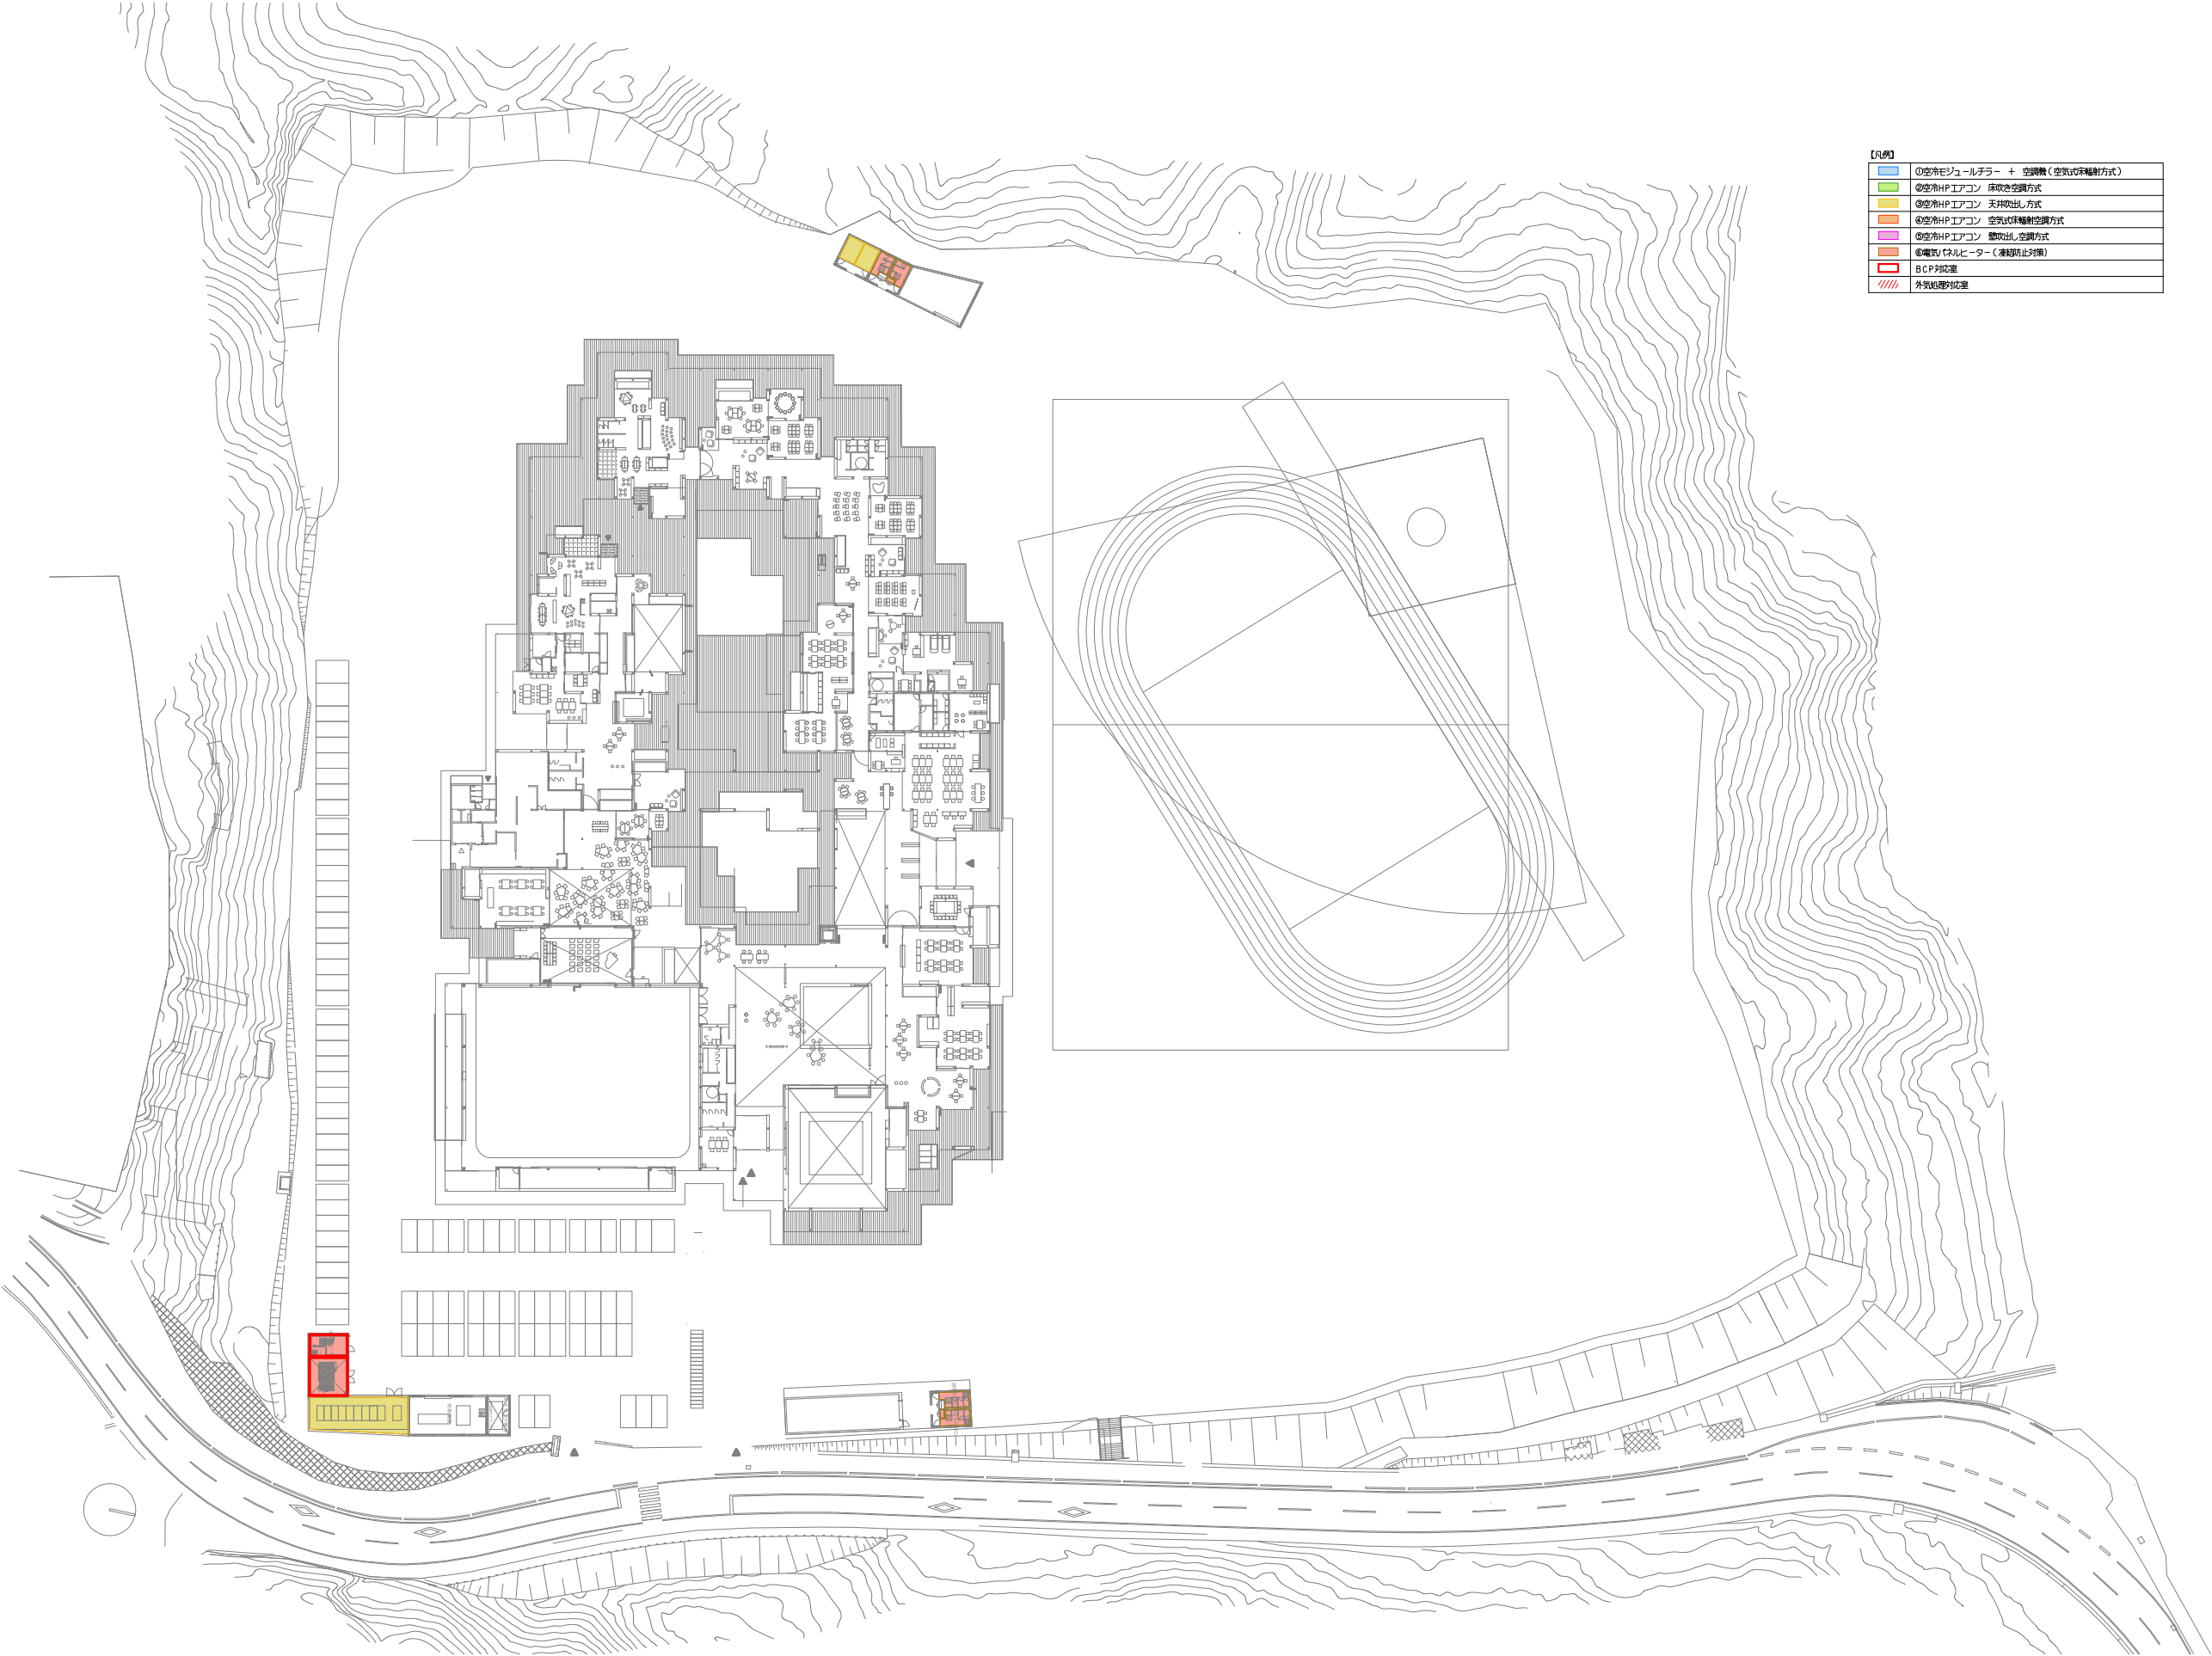 【凡例】
①空冷モジュールチラー ＋ 空調機（空気式床輻射方式）
②空冷HPエアコン 床吹き空調方式
③空冷HPエアコン 天井吹出し方式
④空冷HPエアコン 空気式床輻射空調方式
⑤空冷HPエアコン 壁吹出し空調方式
⑥電気パネルヒーター（凍結防止対策）
BCP対応室
外気処理対応室